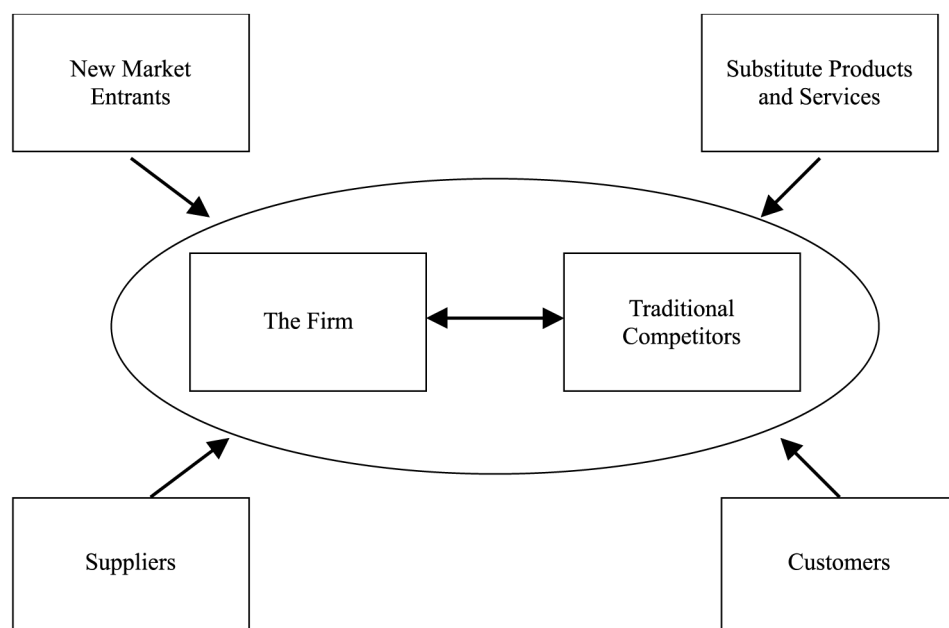 New Market
Entrants
Substitute Products
and Services
The Firm
Traditional
Competitors
Suppliers
Customers